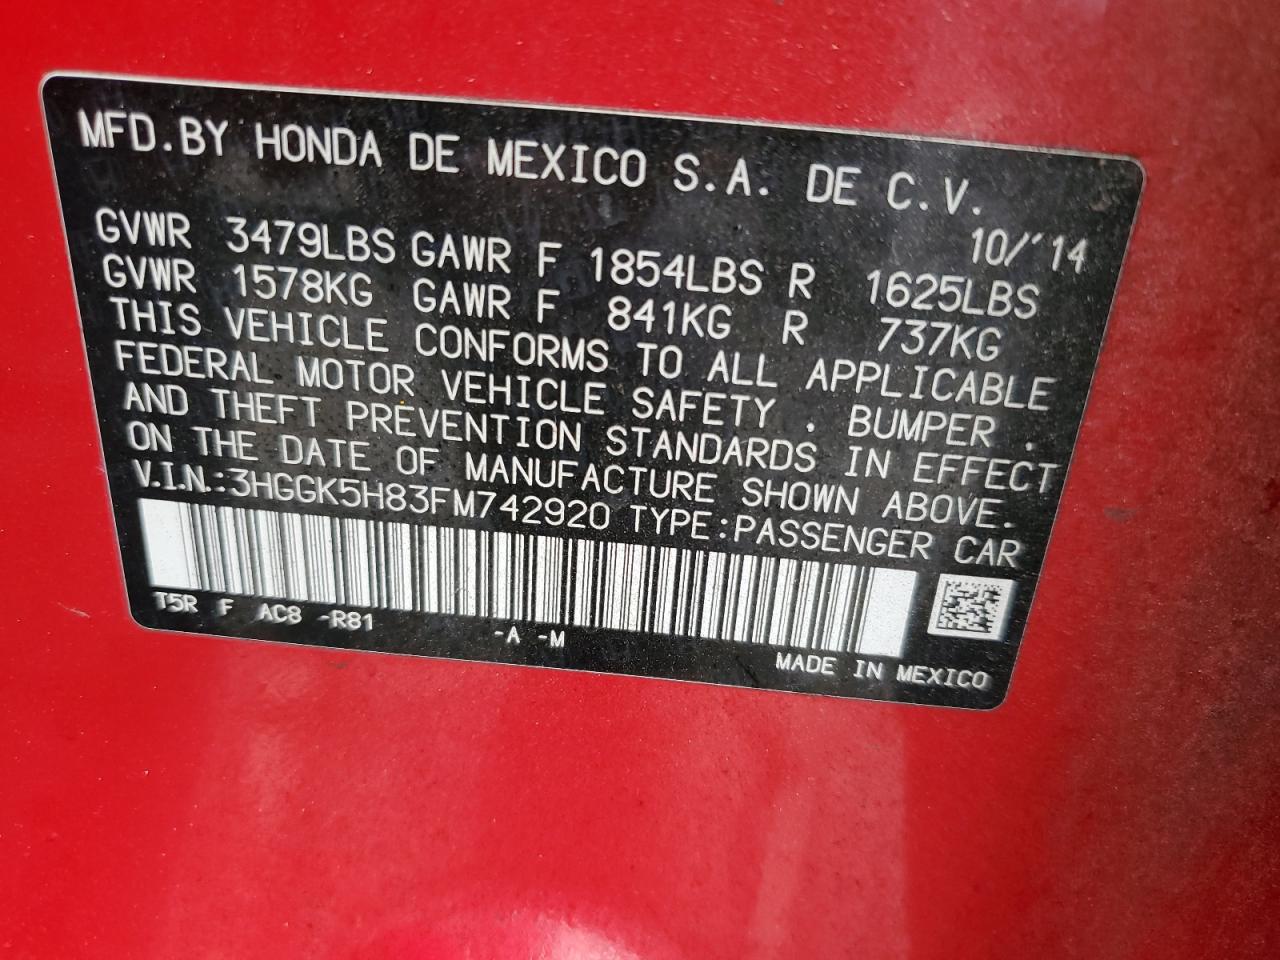 MFD.BY HONDA DE MEXICO S.A. DE C.V.
10/'14
GVWR 3479LBS GAWR F 1854LBS R 1625LBS
GVWR 1578KG GAWR F 841KG R 737KG
THIS VEHICLE CONFORMS TO ALL APPLICABLE
FEDERAL MOTOR VEHICLE SAFETY , BUMPER ,
AND THEFT PREVENTION STANDARDS IN EFFECT
ON THE DATE OF MANUFACTURE SHOWN ABOVE.
V.I.N.:3HGGK5H83FM742920 TYPE:PASSENGER CAR
T5R F AC8 -R81 -A -M
MADE IN MEXICO